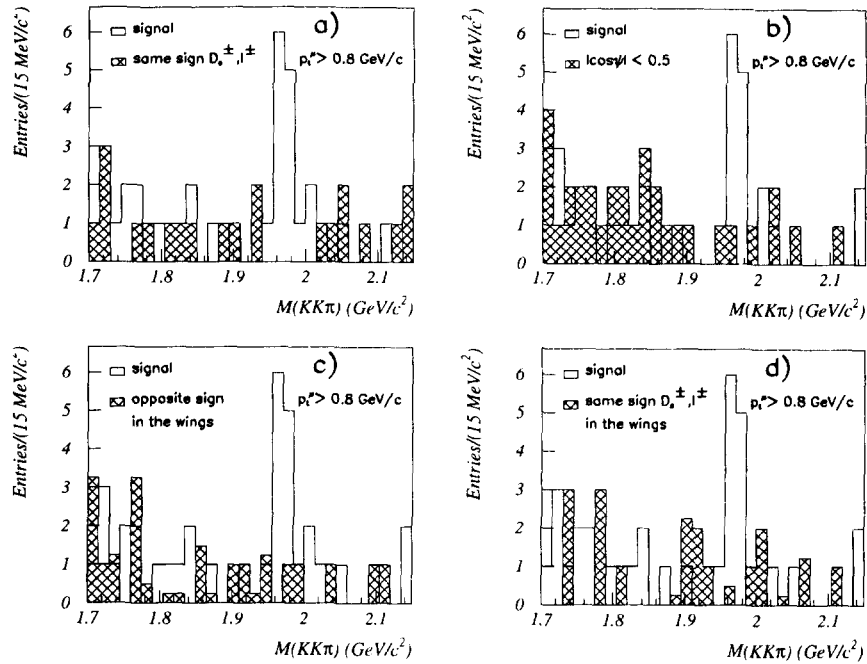 Entries/(15 MeV/c²)
a)
signal
same sign Dₛ±, l±
pₜ^μ > 0.8 GeV/c
6
5
4
3
2
1
0
1.7 1.8 1.9 2 2.1
M(KKπ) (GeV/c²)
Entries/(15 MeV/c²)
b)
signal
|cosψ| < 0.5
pₜ^μ > 0.8 GeV/c
6
5
4
3
2
1
0
1.7 1.8 1.9 2 2.1
M(KKπ) (GeV/c²)
Entries/(15 MeV/c²)
c)
signal
opposite sign
in the wings
pₜ^μ > 0.8 GeV/c
6
5
4
3
2
1
0
1.7 1.8 1.9 2 2.1
M(KKπ) (GeV/c²)
Entries/(15 MeV/c²)
d)
signal
same sign Dₛ±, l±
in the wings
pₜ^μ > 0.8 GeV/c
6
5
4
3
2
1
0
1.7 1.8 1.9 2 2.1
M(KKπ) (GeV/c²)